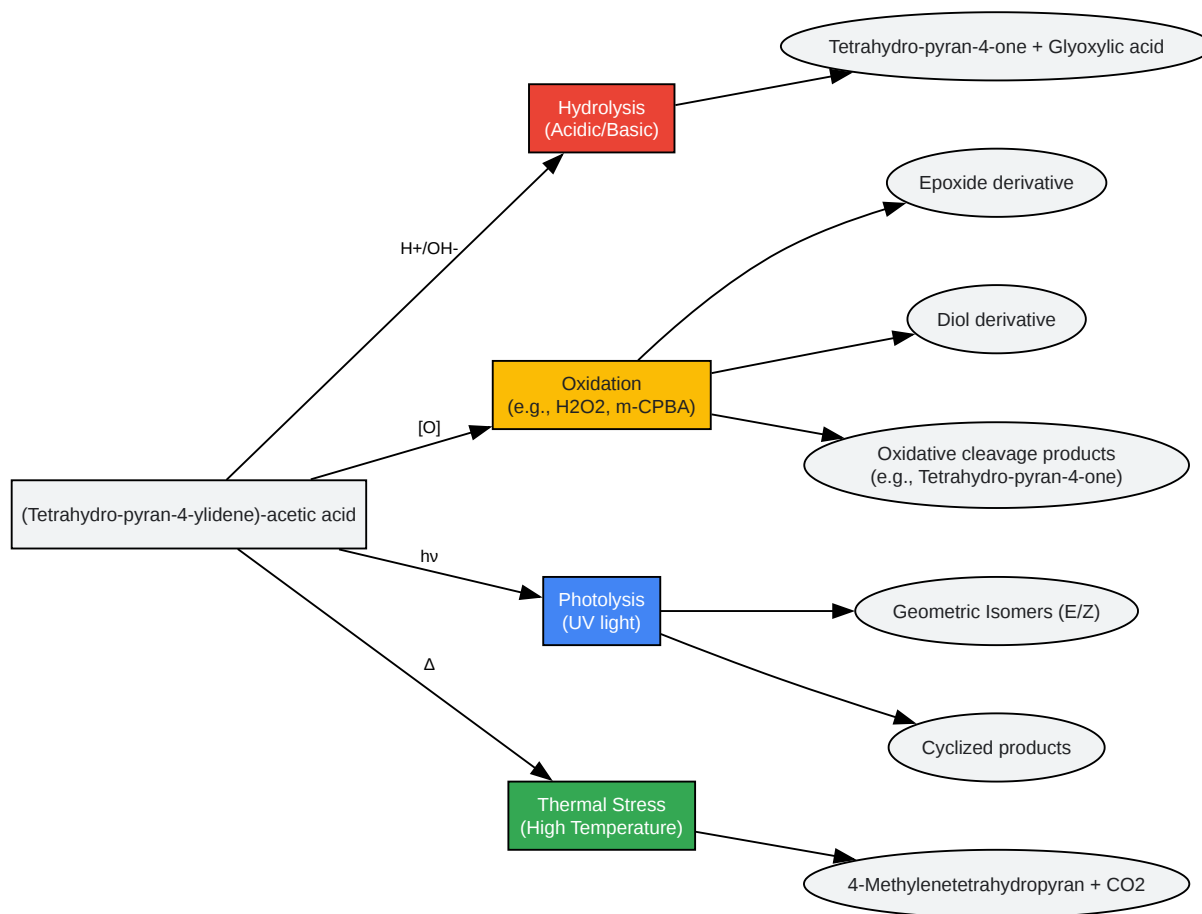 Tetrahydro-pyran-4-one + Glyoxylic acid
Hydrolysis
(Acidic/Basic)
Epoxide derivative
H+/OH-
Diol derivative
Oxidation
(e.g., H2O2, m-CPBA)
[O]
Oxidative cleavage products
(e.g., Tetrahydro-pyran-4-one)
(Tetrahydro-pyran-4-ylidene)-acetic acid
hν
Photolysis
(UV light)
Geometric Isomers (E/Z)
Δ
Cyclized products
Thermal Stress
(High Temperature)
4-Methylenetetrahydropyran + CO2